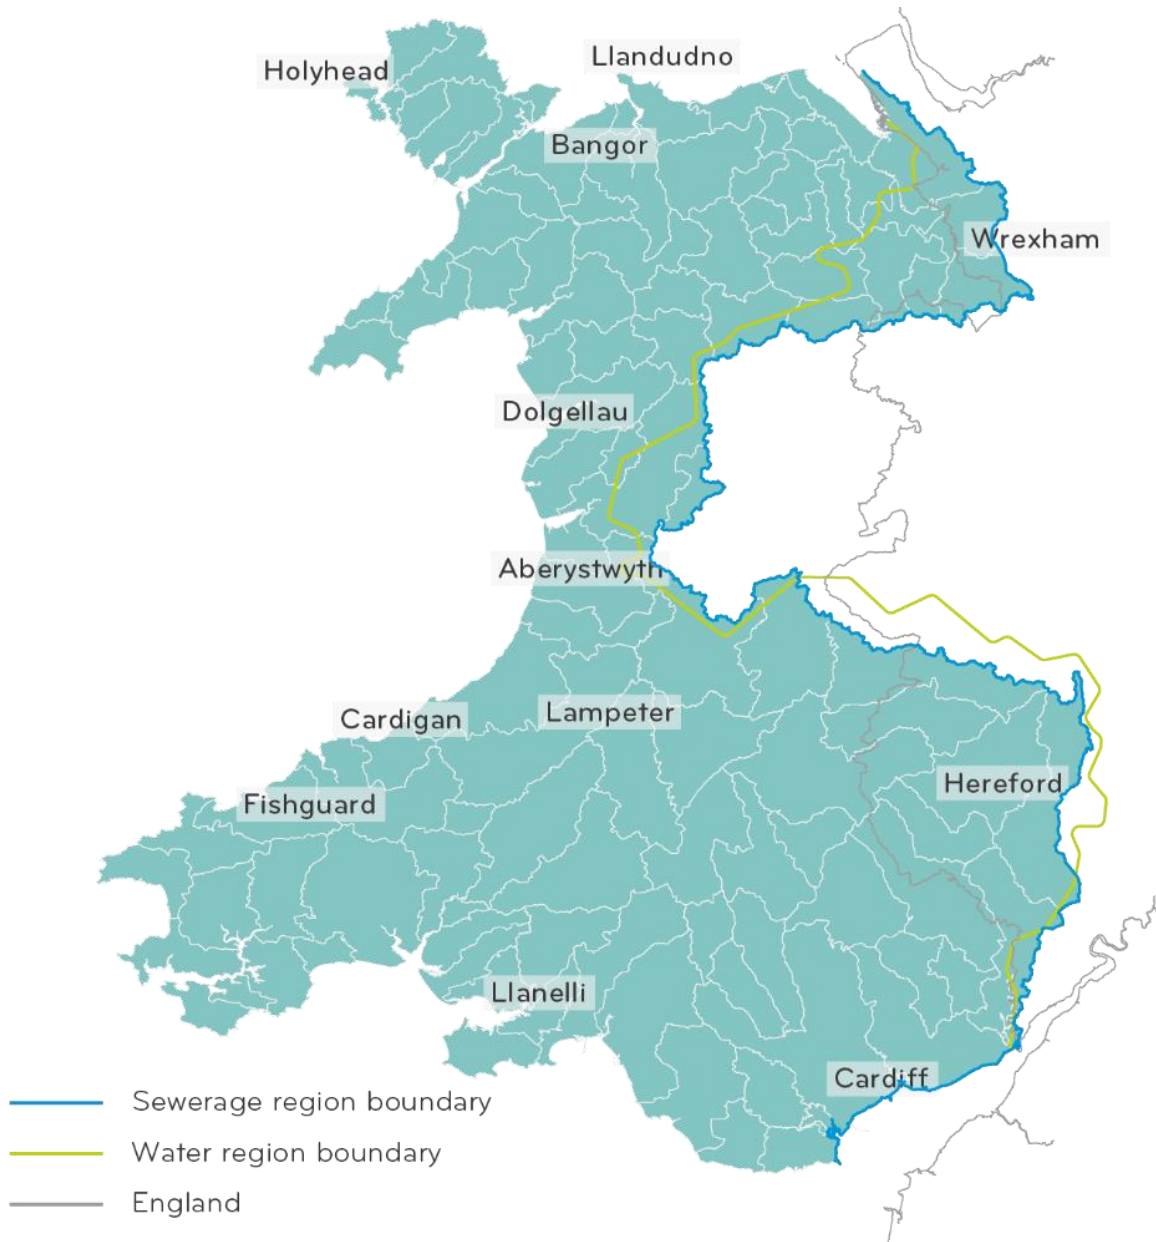 Llandudno
Holyhead
Bangor
Wrexham
Dolgellau
Aberystwyth
Lampeter
Cardigan
Hereford
Fishguard
Llanelli
Cardiff
Sewerage region boundary
Water region boundary
England